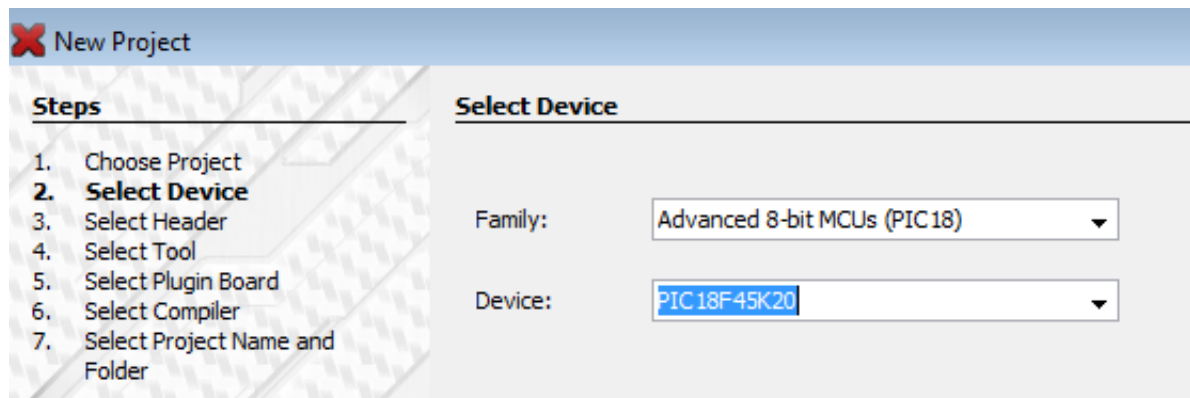 New Project
Steps
1. Choose Project
2. Select Device
3. Select Header
4. Select Tool
5. Select Plugin Board
6. Select Compiler
7. Select Project Name and
Folder
Select Device
Family: Advanced 8-bit MCUs (PIC18)
Device: PIC18F45K20